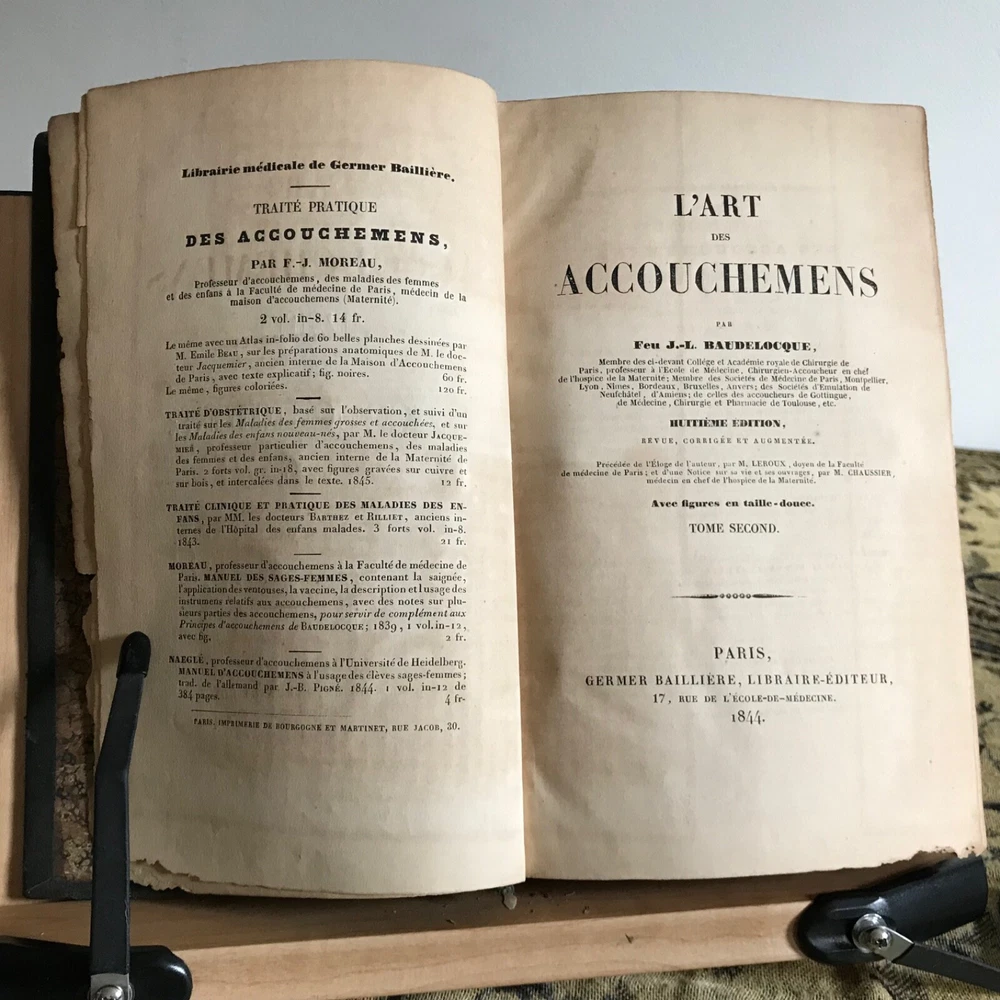 Librairie médicale de Germer Baillière.
TRAITÉ PRATIQUE
DES ACCOUCHEMENS,
PAR F.-J. MOREAU,
Professeur d'accouchemens, des maladies des femmes
et des enfans à la Faculté de médecine de Paris, médecin de la
maison d'accouchemens (Maternité).
2 vol. in-8. 14 fr.
Le même avec un Atlas in-folio de 60 belles planches dessinées par
M. Emile BEAU, sur les préparations anatomiques de M. le doc-
teur Jacquemier, ancien interne de la Maison d'Accouchemens
de Paris, avec texte explicatif; fig. noires. 60 fr.
Le même, figures coloriées. 120 fr.
TRAITÉ D'OBSTÉTRIQUE, basé sur l'observation, et suivi d'un
traité sur les Maladies des femmes grosses et accouchées, et sur
les Maladies des enfans nouveau-nés, par M. le docteur JACQUE-
MIER, professeur particulier d'accouchemens, des maladies
des femmes et des enfans, ancien interne de la Maternité de
Paris. 2 forts vol. gr. in-18, avec figures gravées sur cuivre et
sur bois, et intercalées dans le texte. 1845. 12 fr.
TRAITÉ CLINIQUE ET PRATIQUE DES MALADIES DES EN-
FANS, par MM. les docteurs BARTHEZ et RILLIET, anciens in-
ternes de l'Hôpital des enfans malades. 3 forts vol. in-8.
1843. 21 fr.
MOREAU, professeur d'accouchemens à la Faculté de médecine de
Paris. MANUEL DES SAGES-FEMMES, contenant la saignée,
l'application des ventouses, la vaccine, la description et l usage des
instrumens relatifs aux accouchemens, avec des notes sur plu-
sieurs parties des accouchemens, pour servir de complément aux
Principes d'accouchemens de BAUDELOCQUE; 1839, 1 vol. in-12,
avec fig. 2 fr.
NAEGLÉ, professeur d'accouchemens à l'Université de Heidelberg.
MANUEL D'ACCOUCHEMENS à l'usage des élèves sages-femmes;
trad. de l'allemand par J.-B. PIGNÉ. 1844. 1 vol. in-12 de
384 pages. 4 fr-
PARIS, IMPRIMERIE DE BOURGOGNE ET MARTINET, RUE JACOB, 30.
L'ART
DES
ACCOUCHEMENS
PAR
Feu J.-L. BAUDELOCQUE,
Membre des ci-devant Collége et Académie royale de Chirurgie de
Paris, professeur à l'Ecole de Médecine, Chirurgien-Accoucheur en chef
de l'hospice de la Maternite; Membre des Sociétés de Médecine de Paris, Montpellier,
Lyon, Nimes, Bordeaux, Bruxelles, Anvers; des Sociétés d'Emulation de
Neufchâtel, d'Amiens; de celles des accoucheurs de Gottingue,
de Médecine, Chirurgie et Pharmacie de Toulouse, etc.
HUITIÈME EDITION,
REVUE, CORRIGÉE ET AUGMENTÉE.
Précédée de l'Éloge de l'auteur, par M. LEROUX, doyen de la Faculté
de médecine de Paris; et d'une Notice sur sa vie et ses ouvrages, par M. CHAUSSIER,
médecin en chef de l'hospice de la Maternité.
Avec figures en taille-douce.
TOME SECOND.
PARIS,
GERMER BAILLIÈRE, LIBRAIRE-ÉDITEUR,
17, RUE DE L'ÉCOLE-DE-MÉDECINE.
1844.